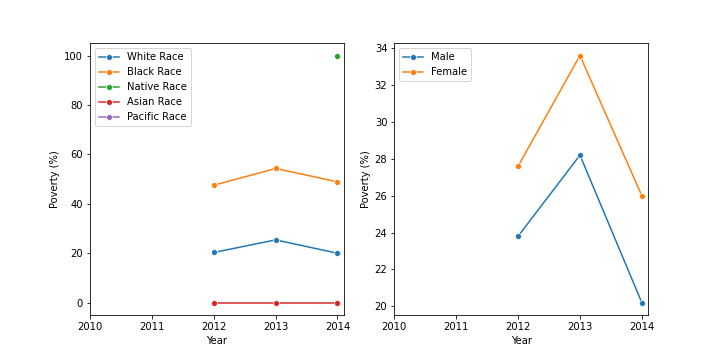 100
80
60
40
20
0
Poverty (%)
White Race
Black Race
Native Race
Asian Race
Pacific Race
2010 2011 2012 2013 2014
Year
34
32
30
28
26
24
22
20
Poverty (%)
Male
Female
2010 2011 2012 2013 2014
Year